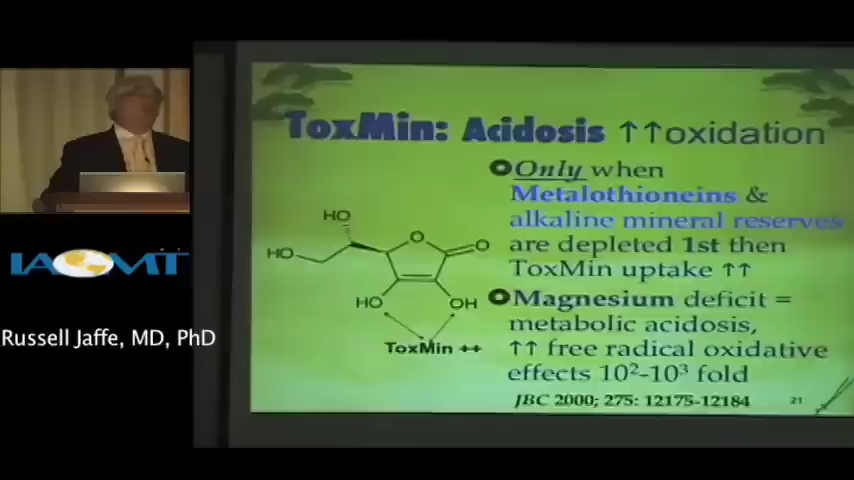 ToxMin: Acidosis ↑↑oxidation
Only when
Metalothioneins &
alkaline mineral reserves
are depleted 1st then
ToxMin uptake ↑↑
Magnesium deficit =
metabolic acidosis,
↑↑ free radical oxidative
effects 10²-10³ fold
JBC 2000; 275: 12175-12184
21
HO
HO
O
O
HO
OH
ToxMin ++
IAOMT
Russell Jaffe, MD, PhD